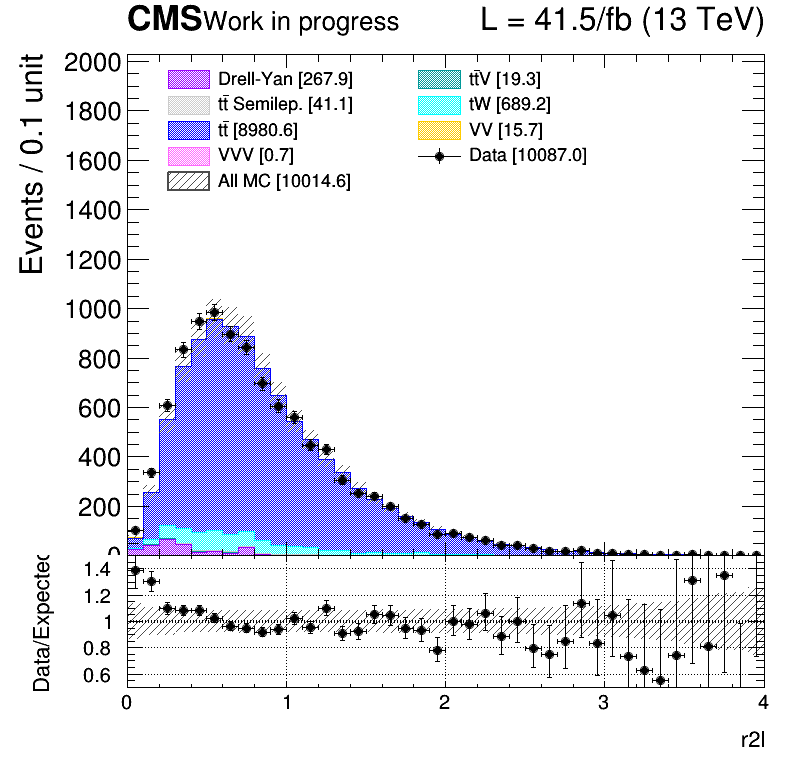 CMS Work in progress L = 41.5/fb (13 TeV)
Events / 0.1 unit
2000
1800
1600
1400
1200
1000
800
600
400
200
0
Drell-Yan [267.9]
tt̄ Semilep. [41.1]
tt̄ [8980.6]
VVV [0.7]
All MC [10014.6]
tt̄V [19.3]
tW [689.2]
VV [15.7]
Data [10087.0]
Data/Expected
1.4
1.2
1
0.8
0.6
0 1 2 3 4
r2l